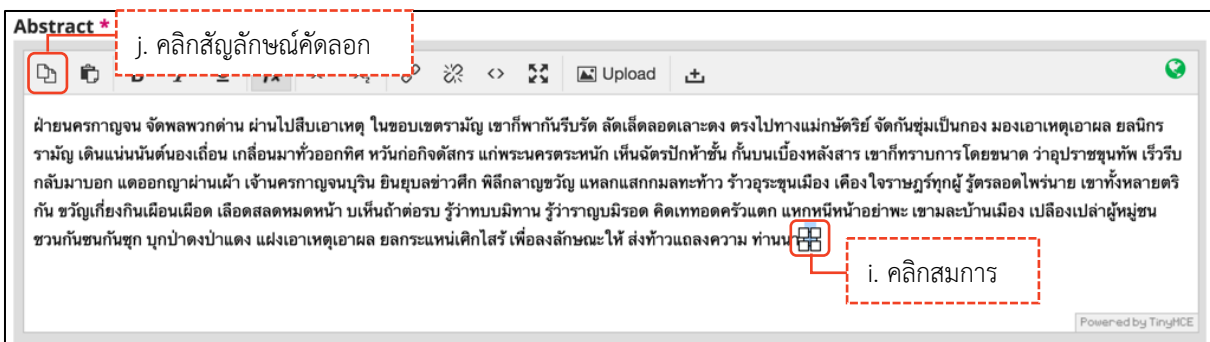 Abstract *
j. คลิกสัญลักษณ์คัดลอก
Upload
ฝ่ายนครกาญจน จัดพลพวกด่าน ผ่านไปสืบเอาเหตุ ในขอบเขตรามัญ เขาก็พากันรีบรัด ลัดเล็ดลอดเลาะดง ตรงไปทางแม่กษัตริย์ จัดกันซุ่มเป็นกอง มองเอาเหตุเอาผล ยลนิกร
รามัญ เดินแน่นนันต์นองเถื่อน เกลื่อนมาทั่วออกทิศ หวันก่อกิจดัสกร แก่พระนครตระหนัก เห็นฉัตรปักห้าชั้น กั้นบนเบื้องหลังสาร เขาก็ทราบการโดยขนาด ว่าอุปราชขุนทัพ เร็วรีบ
กลับมาบอก แดออกญาผ่านเผ้า เจ้านครกาญจนบุริน ยินยุบลข่าวศึก พิลึกลาญขวัญ แหลกแสกกมลทะท้าว ร้าวอุระขุนเมือง เคืองใจราษฎร์ทุกผู้ รู้ตรลอดไพร่นาย เขาทั้งหลายตริ
กัน ขวัญเกี่ยงกินเผือนเผือด เลือดสลดหมดหน้า บเห็นถ้าต่อรบ รู้ว่าทบบมิทาน รู้ว่าราญบมิรอด คิดเททอดครัวแตก แหกหนีหน้าอย่าพะ เขามละบ้านเมือง เปลืองเปล่าผู้หมู่ชน
ชวนกันซนกันซุก บุกป่าดงป่าแดง แฝงเอาเหตุเอาผล ยลกระแหน่เศิกไสร้ เพื่อลงลักษณะให้ ส่งท้าวแถลงความ ท่านนา
i. คลิกสมการ
Powered by TinyMCE